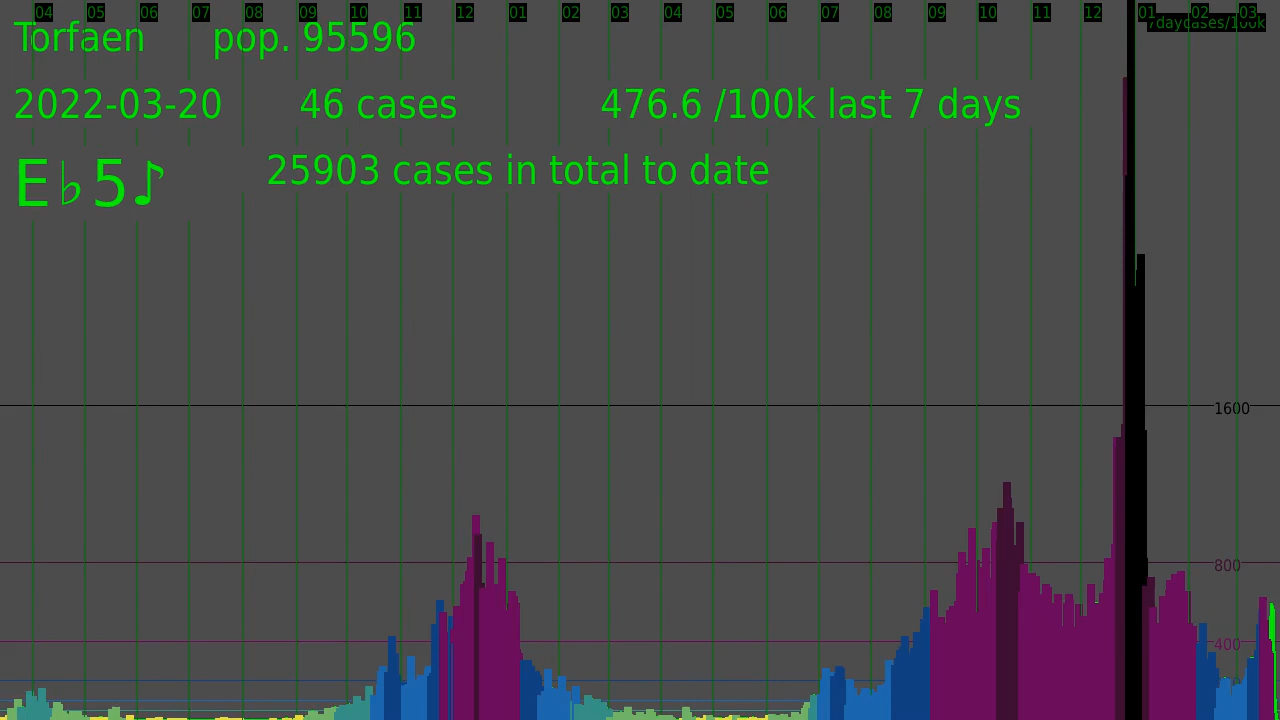 04 05 06 07 08 09 10 11 12 01 02 03 04 05 06 07 08 09 10 11 12 01 02 03
7daycases/100k
Torfaen pop. 95596
2022-03-20 46 cases 476.6 /100k last 7 days
E♭5♪ 25903 cases in total to date
1600
800
400